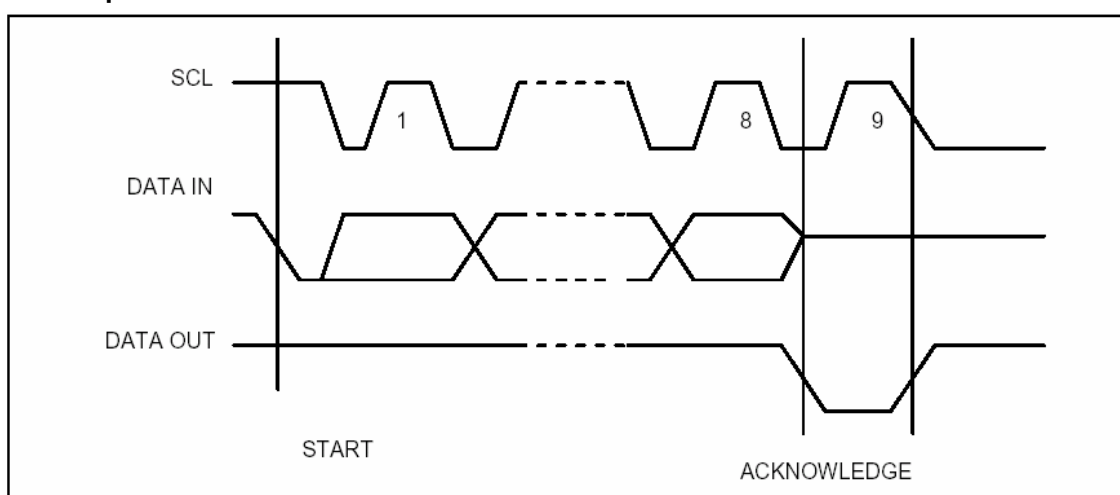 SCL
1
8
9
DATA IN
DATA OUT
START
ACKNOWLEDGE